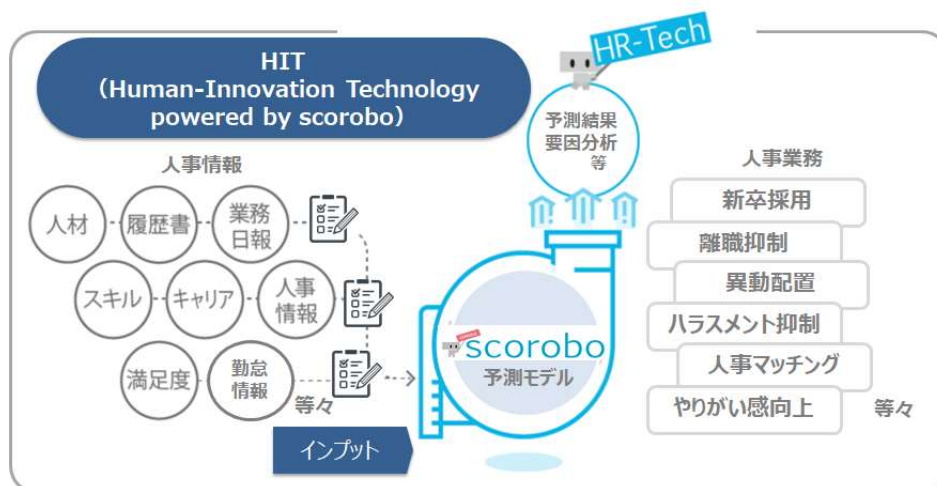 HIT
（Human-Innovation Technology
powered by scorobo）
HR-Tech
予測結果
要因分析
等
人事情報
人材
履歴書
業務
日報
スキル
キャリア
人事
情報
満足度
勤怠
情報
等々
インプット
scorobo
予測モデル
人事業務
新卒採用
離職抑制
異動配置
ハラスメント抑制
人事マッチング
やりがい感向上
等々